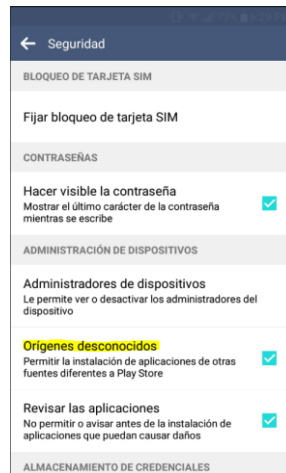 Seguridad
BLOQUEO DE TARJETA SIM
Fijar bloqueo de tarjeta SIM
CONTRASEÑAS
Hacer visible la contraseña
Mostrar el último carácter de la contraseña
mientras se escribe
ADMINISTRACIÓN DE DISPOSITIVOS
Administradores de dispositivos
Le permite ver o desactivar los administradores del
dispositivo
Orígenes desconocidos
Permitir la instalación de aplicaciones de otras
fuentes diferentes a Play Store
Revisar las aplicaciones
No permitir o avisar antes de la instalación de
aplicaciones que puedan causar daños
ALMACENAMIENTO DE CREDENCIALES